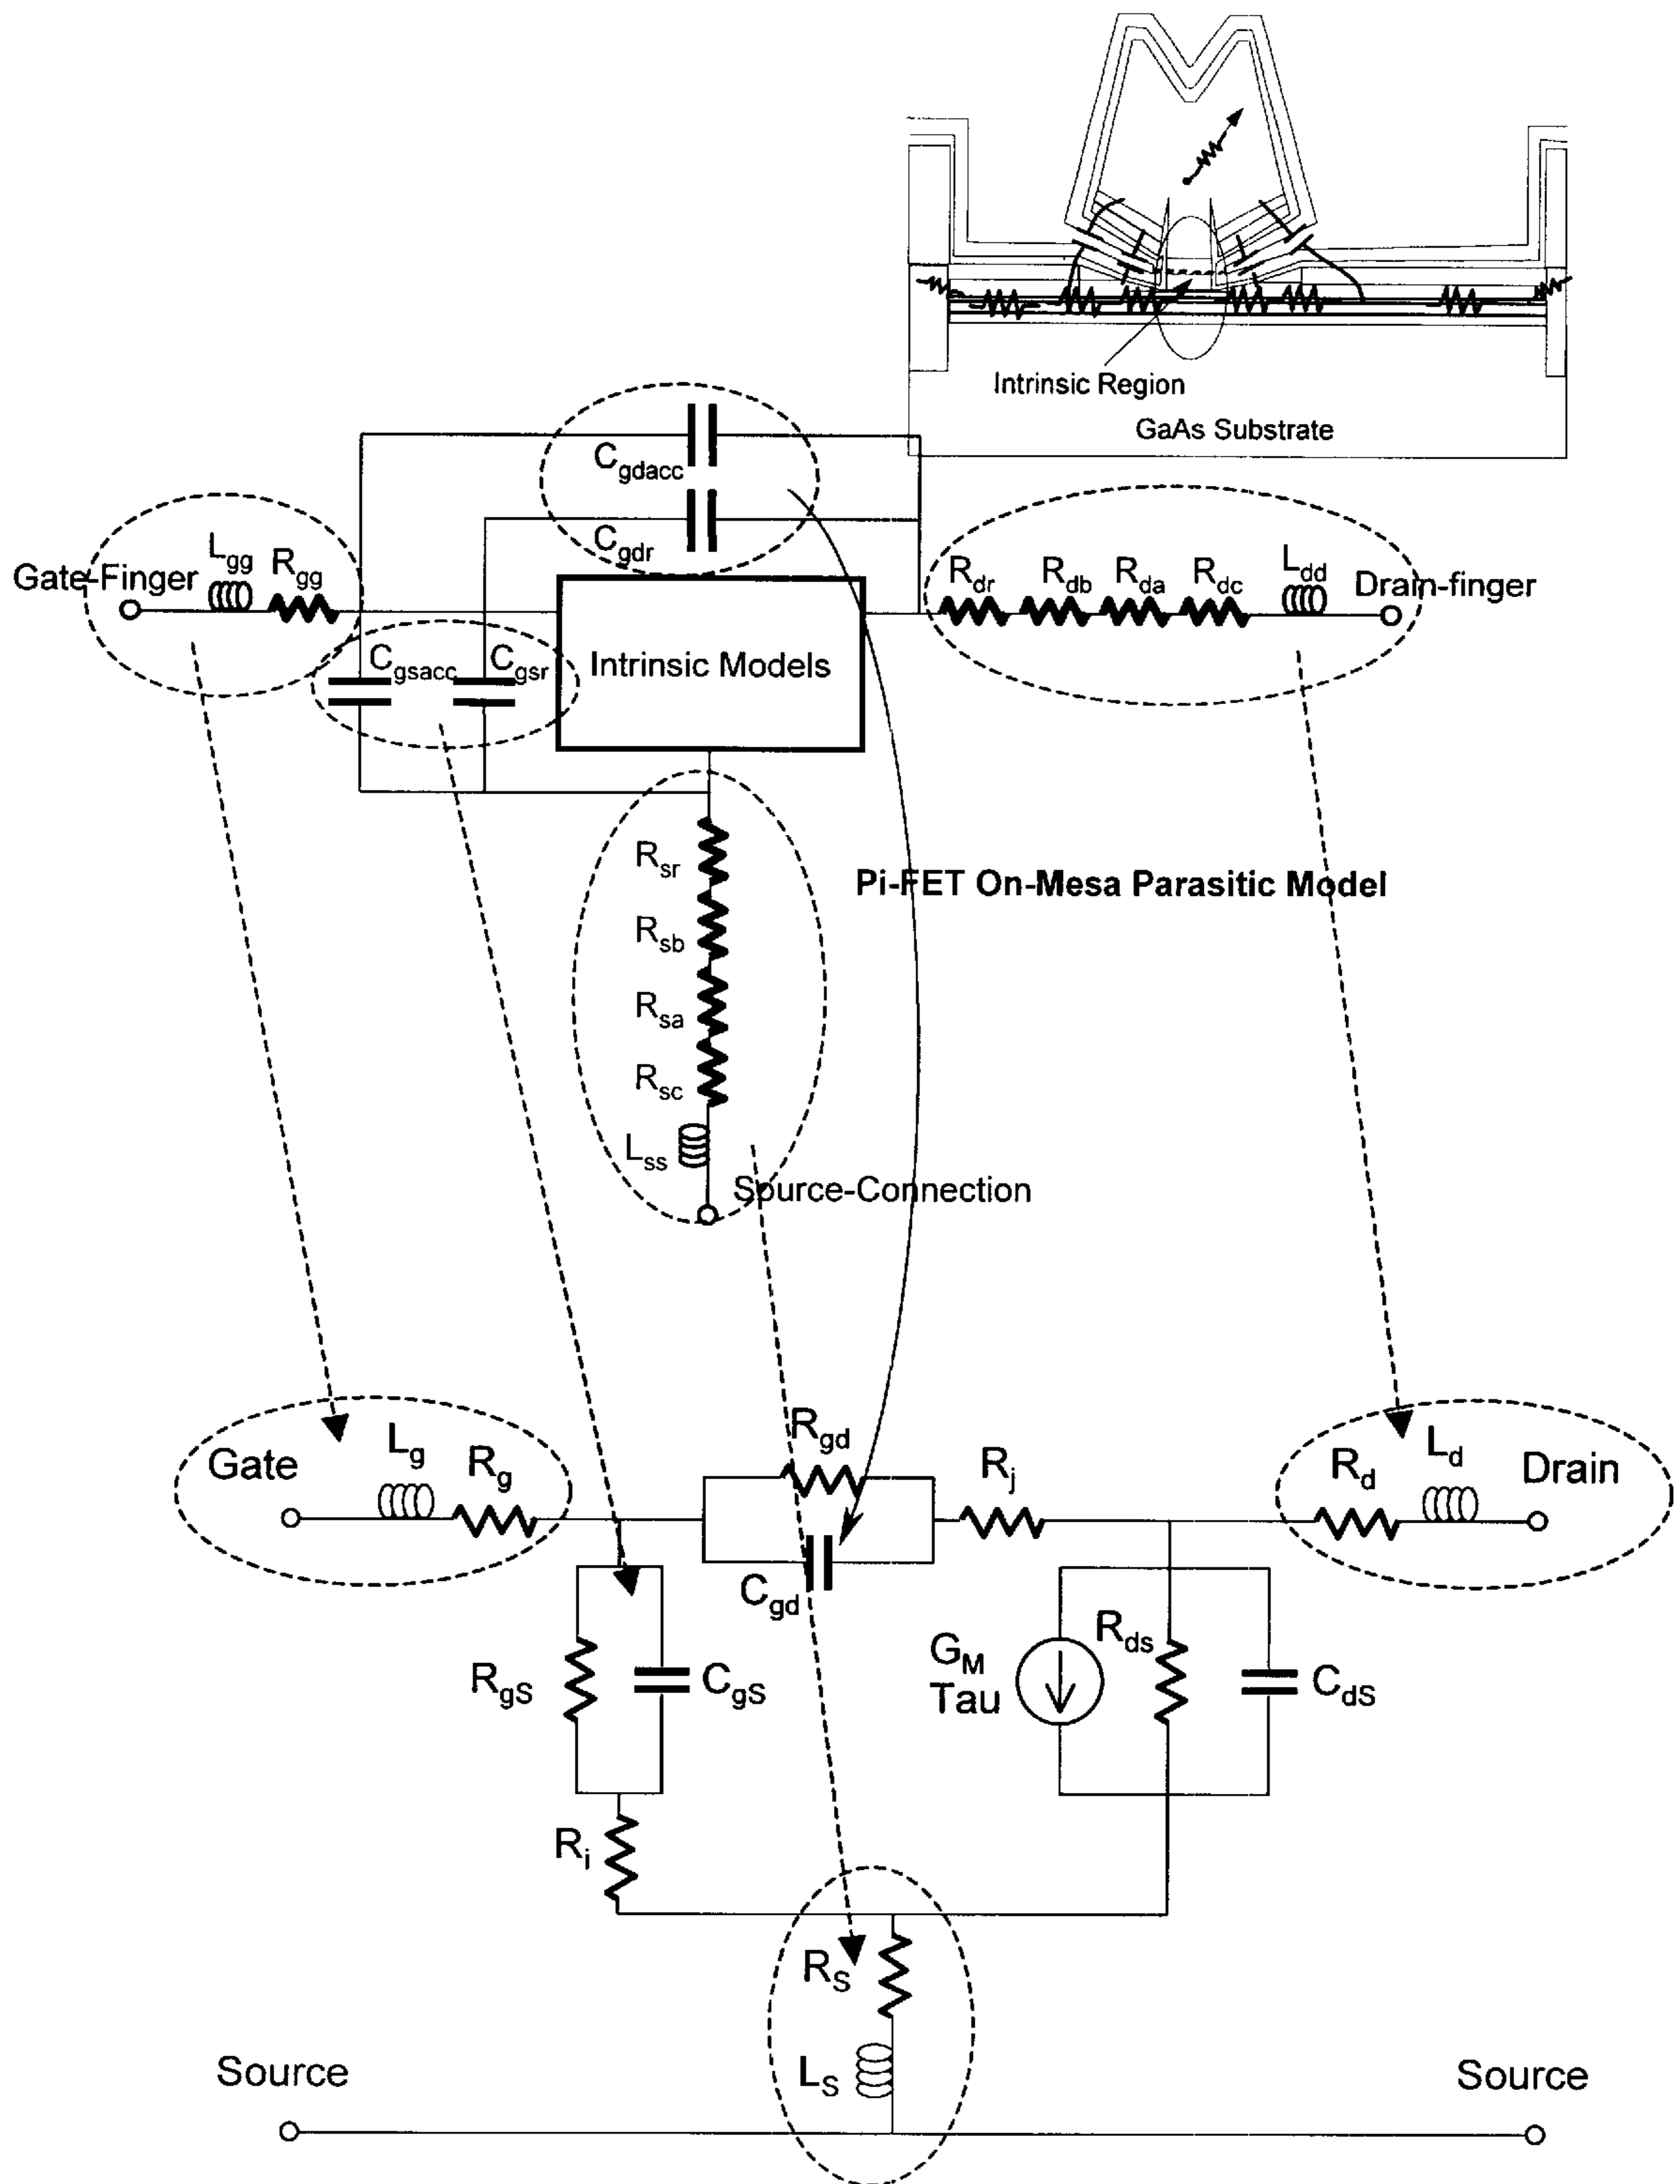 Intrinsic Region
GaAs Substrate
Cgdacc
Cgdr
Gate-Finger
Lgg
Rgg
Rdr
Rdb
Rda
Rdc
Ldd
Drain-finger
Cgsacc
Cgsr
Intrinsic Models
Rsr
Pi-FET On-Mesa Parasitic Model
Rsb
Rsa
Rsc
Lss
Source-Connection
Gate
Lg
Rg
Rgd
Rj
Rd
Ld
Drain
Cgd
RgS
CgS
GM
Tau
Rds
CdS
Ri
RS
LS
Source
Source